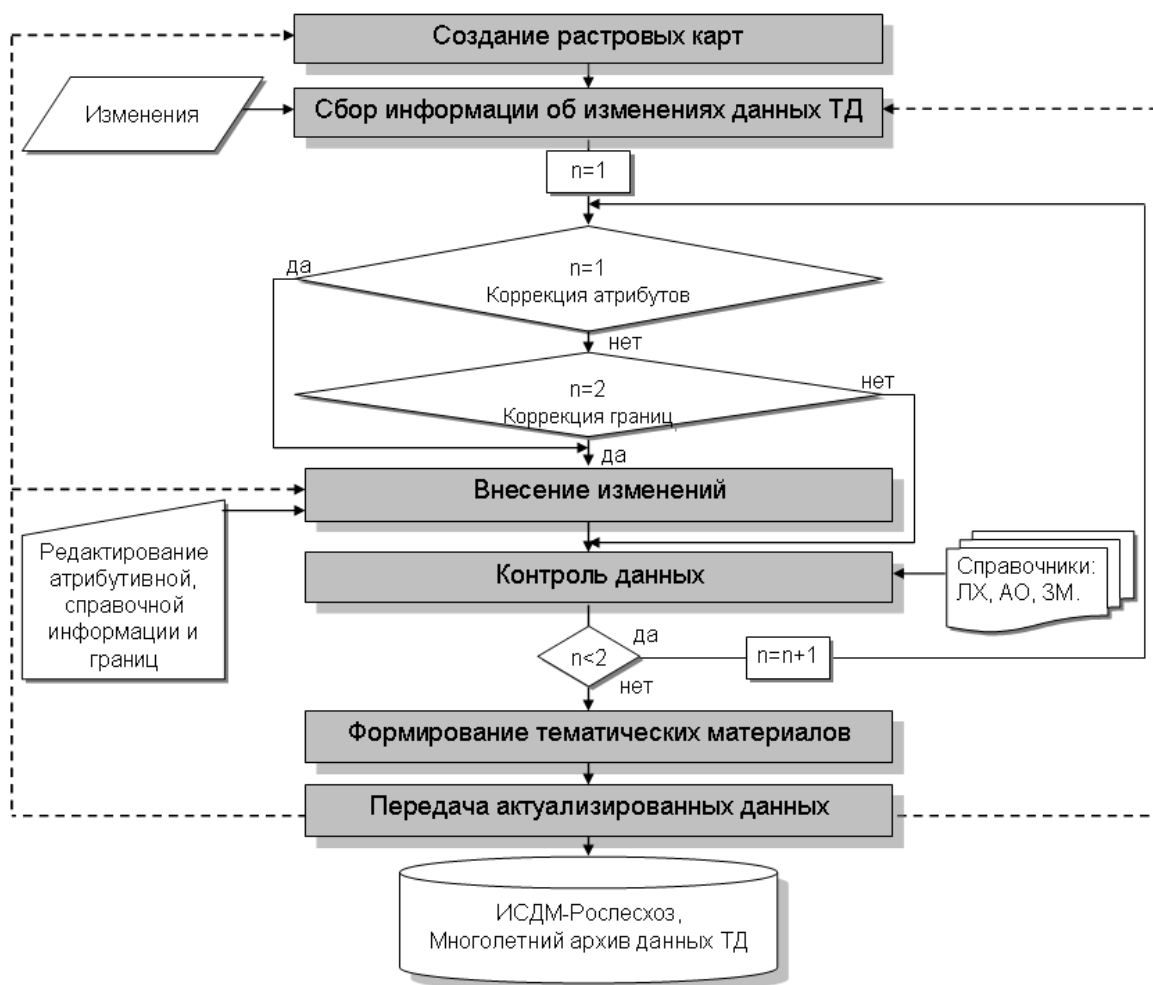 Создание растровых карт
Изменения
Сбор информации об изменениях данных ТД
n=1
да
n=1
Коррекция атрибутов
нет
n=2
Коррекция границ
нет
да
Внесение изменений
Редактирование
атрибутивной,
справочной
информации и
границ
Контроль данных
Справочники:
ЛХ, АО, ЗМ.
n<2
да
n=n+1
нет
Формирование тематических материалов
Передача актуализированных данных
ИСДМ-Рослесхоз,
Многолетний архив данных ТД